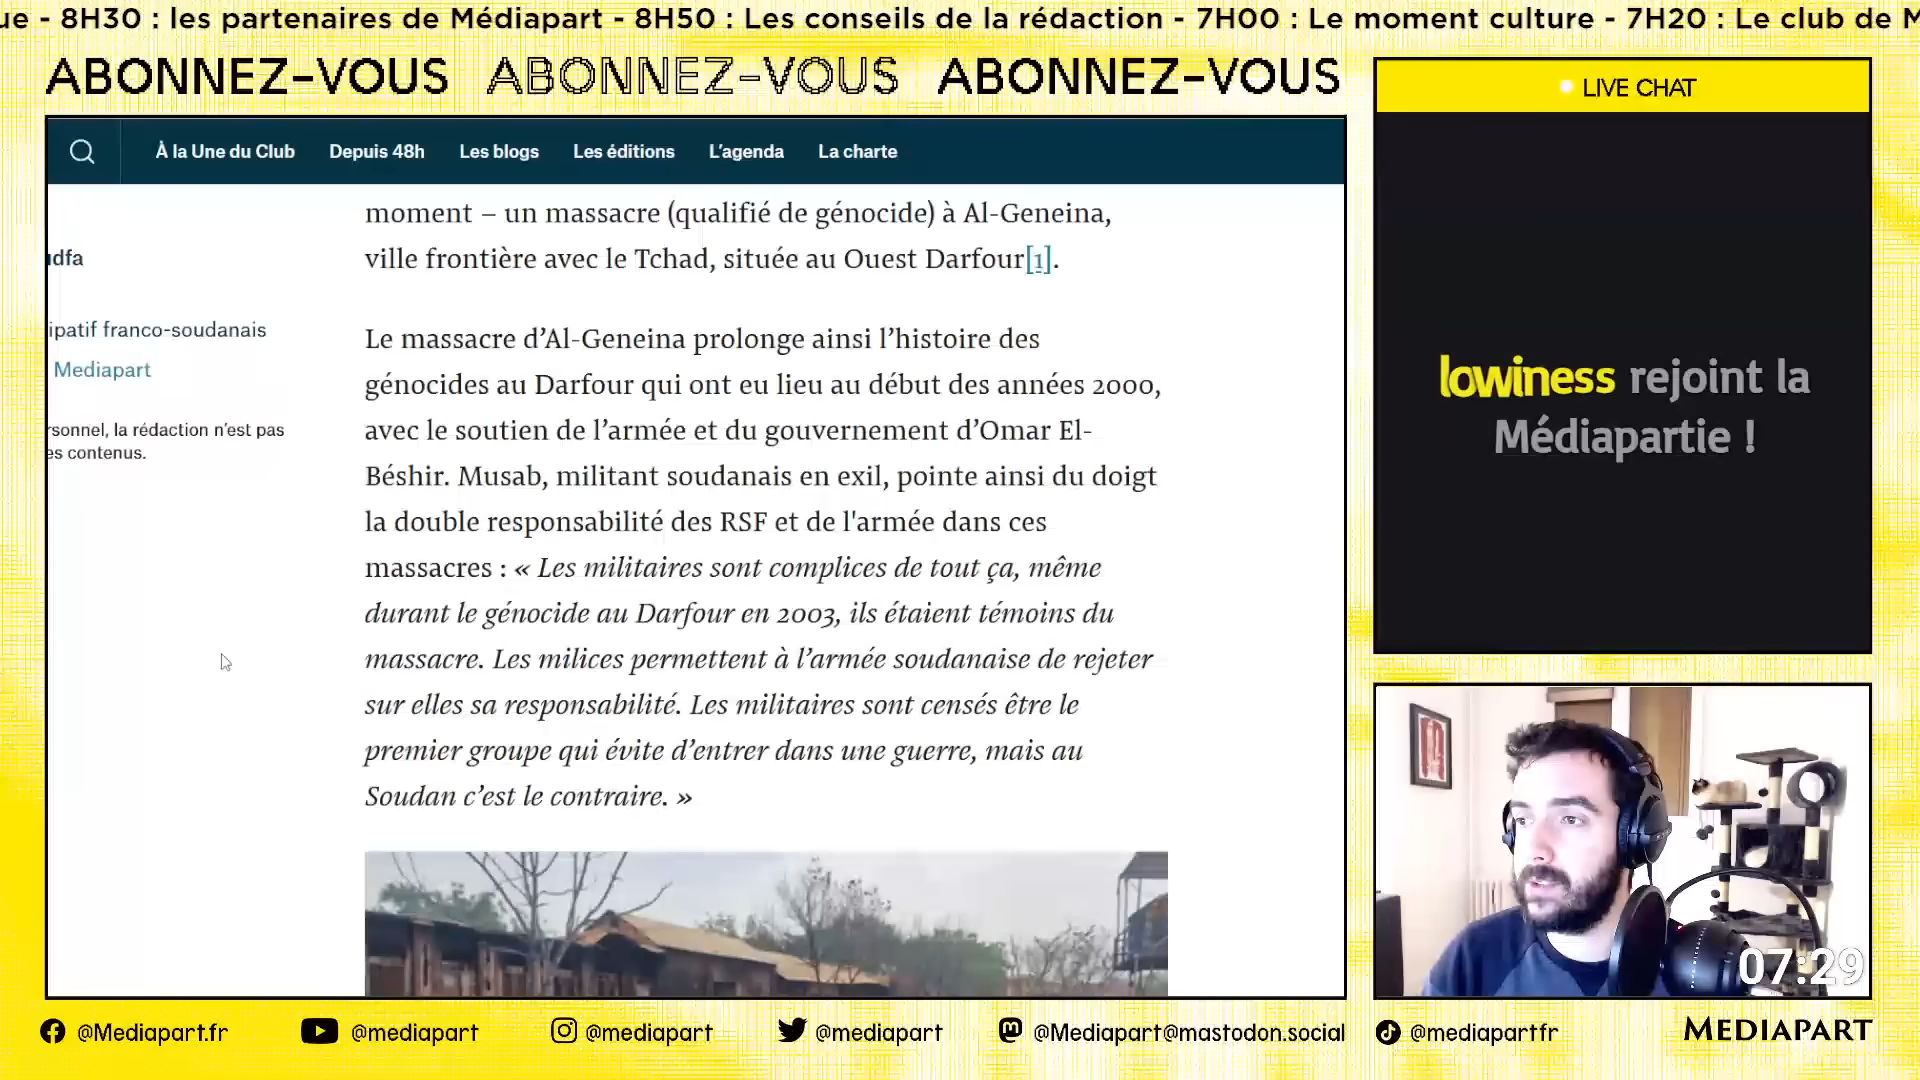 ue - 8H30 : les partenaires de Médiapart - 8H50 : Les conseils de la rédaction - 7H00 : Le moment culture - 7H20 : Le club de M
ABONNEZ-VOUS ABONNEZ-VOUS ABONNEZ-VOUS
LIVE CHAT
À la Une du Club Depuis 48h Les blogs Les éditions L'agenda La charte
moment – un massacre (qualifié de génocide) à Al-Geneina,
ville frontière avec le Tchad, située au Ouest Darfour[1].
dfa
ipatif franco-soudanais
Mediapart
rsonnel, la rédaction n'est pas
es contenus.
Le massacre d'Al-Geneina prolonge ainsi l'histoire des
génocides au Darfour qui ont eu lieu au début des années 2000,
avec le soutien de l'armée et du gouvernement d'Omar El-
Béshir. Musab, militant soudanais en exil, pointe ainsi du doigt
la double responsabilité des RSF et de l'armée dans ces
massacres : « Les militaires sont complices de tout ça, même
durant le génocide au Darfour en 2003, ils étaient témoins du
massacre. Les milices permettent à l'armée soudanaise de rejeter
sur elles sa responsabilité. Les militaires sont censés être le
premier groupe qui évite d'entrer dans une guerre, mais au
Soudan c'est le contraire. »
lowiness rejoint la
Médiapartie !
07:29
@Mediapart.fr @mediapart @mediapart @mediapart @Mediapart@mastodon.social @mediapartfr MEDIAPART